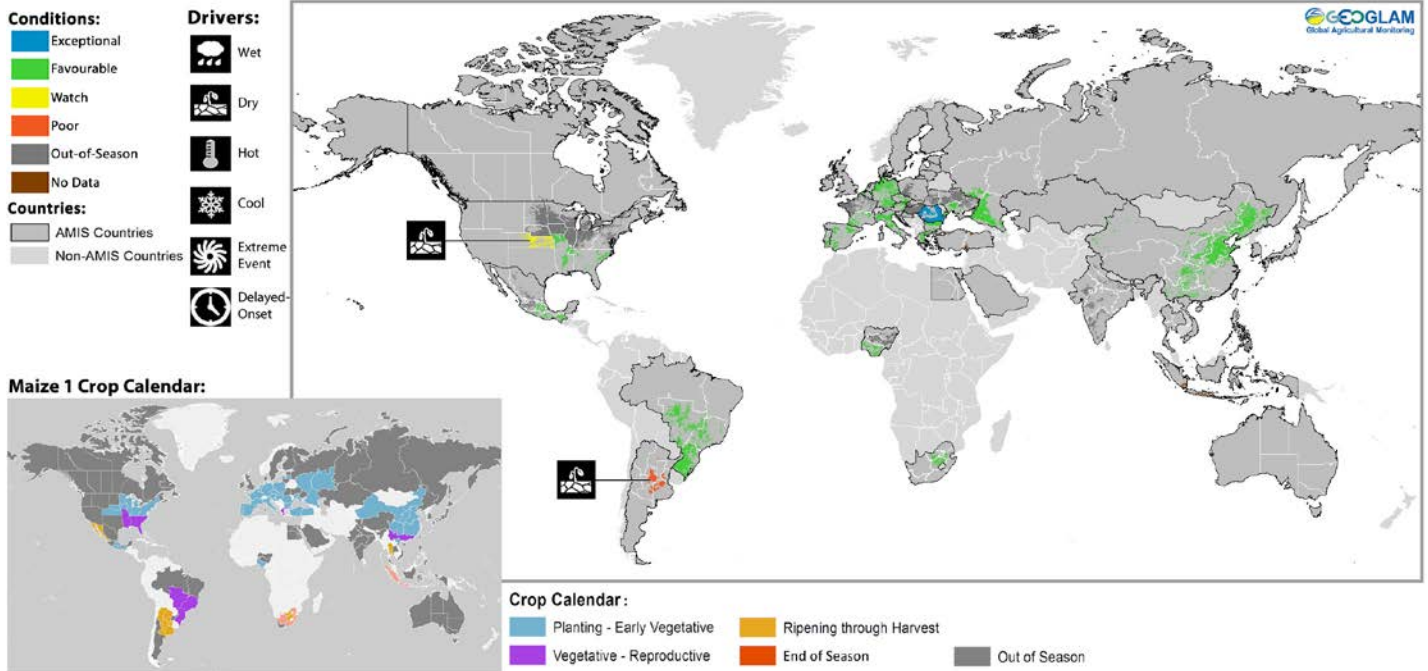 Conditions:
Exceptional
Favourable
Watch
Poor
Out-of-Season
No Data
Countries:
AMIS Countries
Non-AMIS Countries
Drivers:
Wet
Dry
Hot
Cool
Extreme
Event
Delayed-
Onset
GEOGLAM
Global Agricultural Monitoring
Maize 1 Crop Calendar:
Crop Calendar :
Planting - Early Vegetative
Ripening through Harvest
Vegetative - Reproductive
End of Season
Out of Season